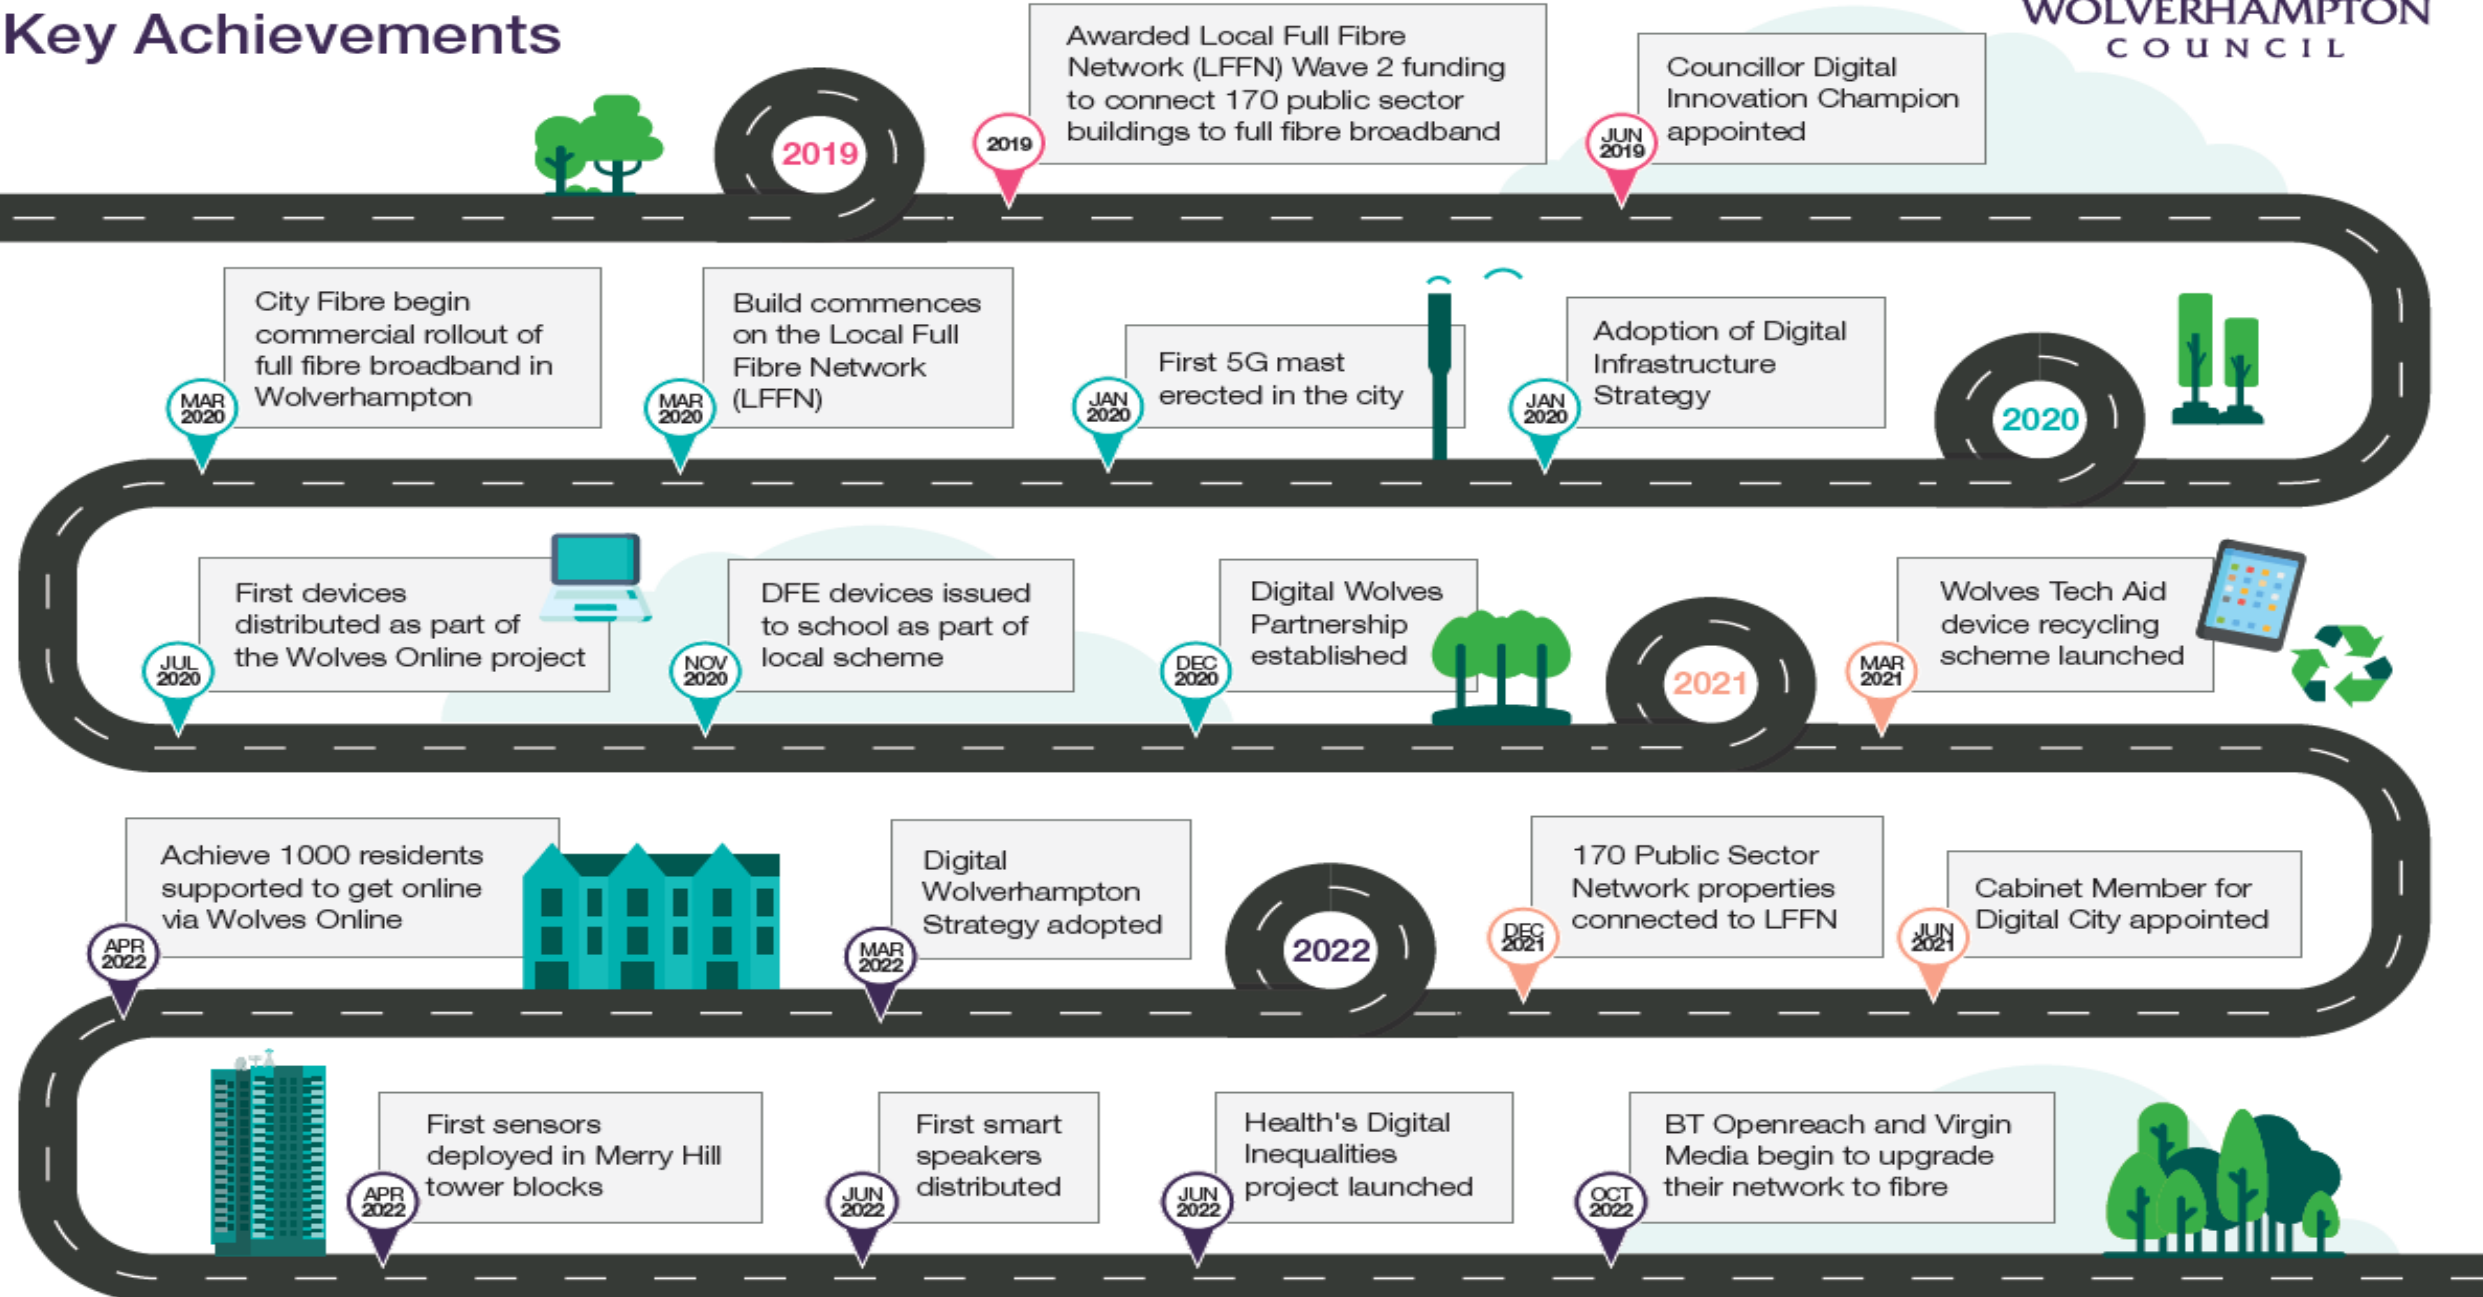 Key Achievements
WOLVERHAMPTON
COUNCIL
2019
2019
Awarded Local Full Fibre
Network (LFFN) Wave 2 funding
to connect 170 public sector
buildings to full fibre broadband
JUN
2019
Councillor Digital
Innovation Champion
appointed
2020
JAN
2020
Adoption of Digital
Infrastructure
Strategy
JAN
2020
First 5G mast
erected in the city
MAR
2020
Build commences
on the Local Full
Fibre Network
(LFFN)
MAR
2020
City Fibre begin
commercial rollout of
full fibre broadband in
Wolverhampton
JUL
2020
First devices
distributed as part of
the Wolves Online project
NOV
2020
DFE devices issued
to school as part of
local scheme
DEC
2020
Digital Wolves
Partnership
established
2021
MAR
2021
Wolves Tech Aid
device recycling
scheme launched
JUN
2021
Cabinet Member for
Digital City appointed
DEC
2021
170 Public Sector
Network properties
connected to LFFN
2022
MAR
2022
Digital
Wolverhampton
Strategy adopted
APR
2022
Achieve 1000 residents
supported to get online
via Wolves Online
APR
2022
First sensors
deployed in Merry Hill
tower blocks
JUN
2022
First smart
speakers
distributed
JUN
2022
Health's Digital
Inequalities
project launched
OCT
2022
BT Openreach and Virgin
Media begin to upgrade
their network to fibre